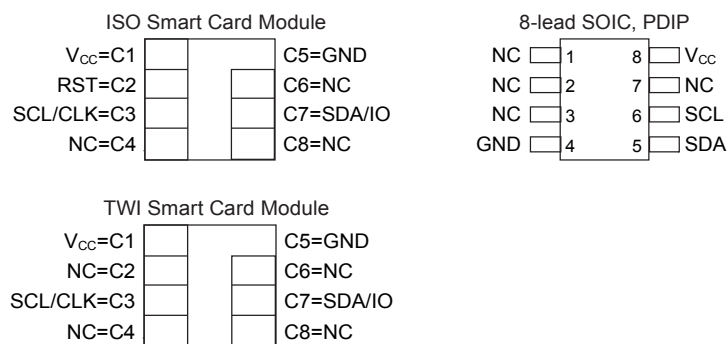 ISO Smart Card Module
VCC=C1
C5=GND
RST=C2
C6=NC
SCL/CLK=C3
C7=SDA/IO
NC=C4
C8=NC
8-lead SOIC, PDIP
NC 1 8 VCC
NC 2 7 NC
NC 3 6 SCL
GND 4 5 SDA
TWI Smart Card Module
VCC=C1
C5=GND
NC=C2
C6=NC
SCL/CLK=C3
C7=SDA/IO
NC=C4
C8=NC